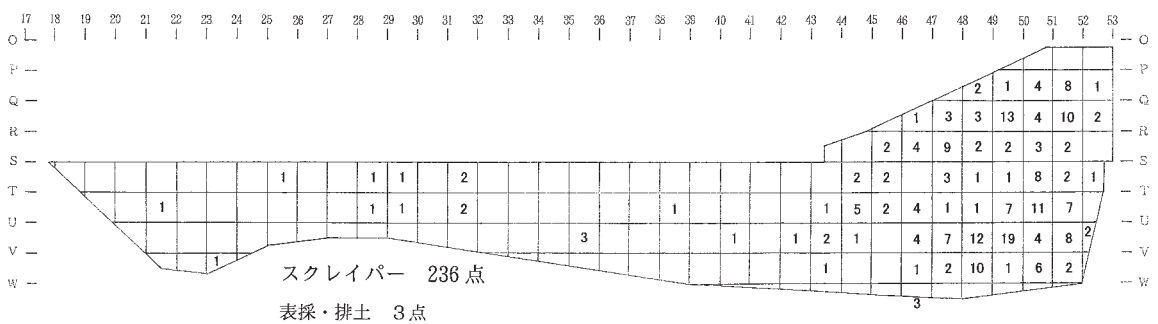 17 18 19 20 21 22 23 24 25 26 27 28 29 30 31 32 33 34 35 36 37 38 39 40 41 42 43 44 45 46 47 48 49 50 51 52 53
O O
P P
2 1 4 8 1
Q Q
1 3 3 13 4 10 2
R R
2 4 9 2 2 3 2
S S
1 1 1 2 2 2 3 1 1 8 2 1
T T
1 1 1 2 1 1 5 2 4 1 1 7 11 7
U U
3 1 1 2 1 4 7 12 19 4 8 2
V V
1 1 1 2 10 1 6 2
W W
3
スクレイパー 236点
表採・排土 3点